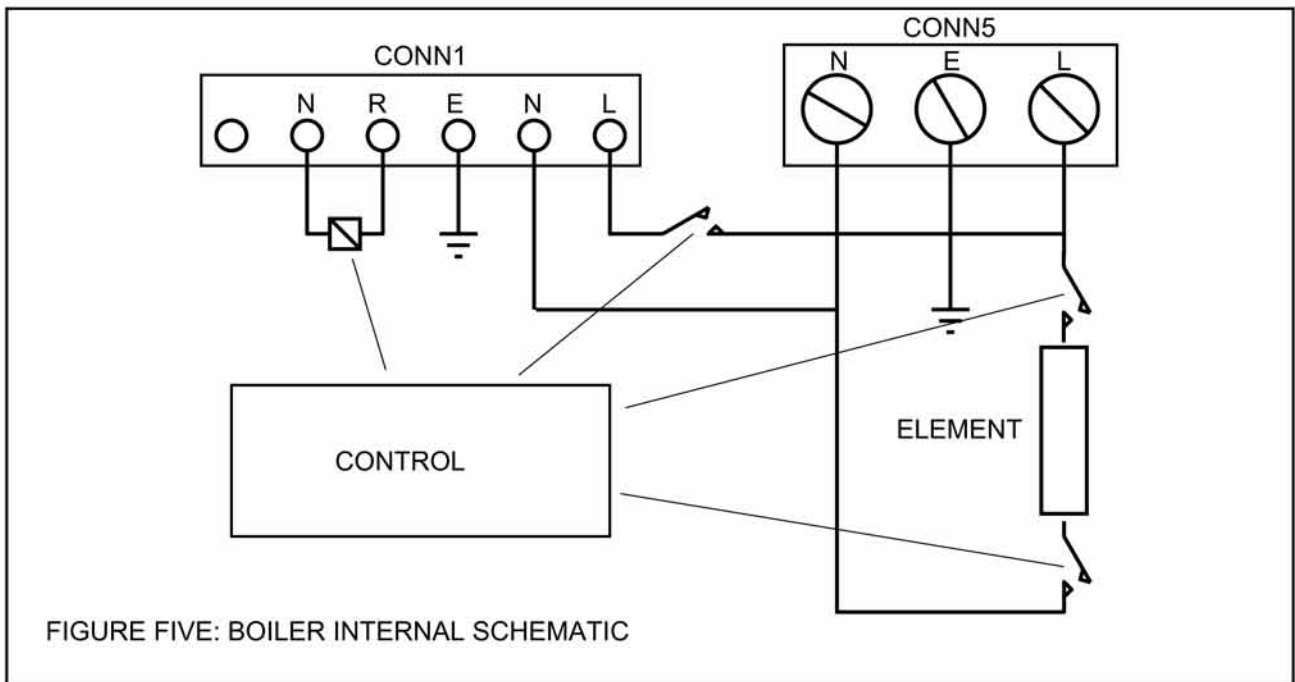 CONN1
N R E N L
CONN5
N E L
CONTROL
ELEMENT
FIGURE FIVE: BOILER INTERNAL SCHEMATIC